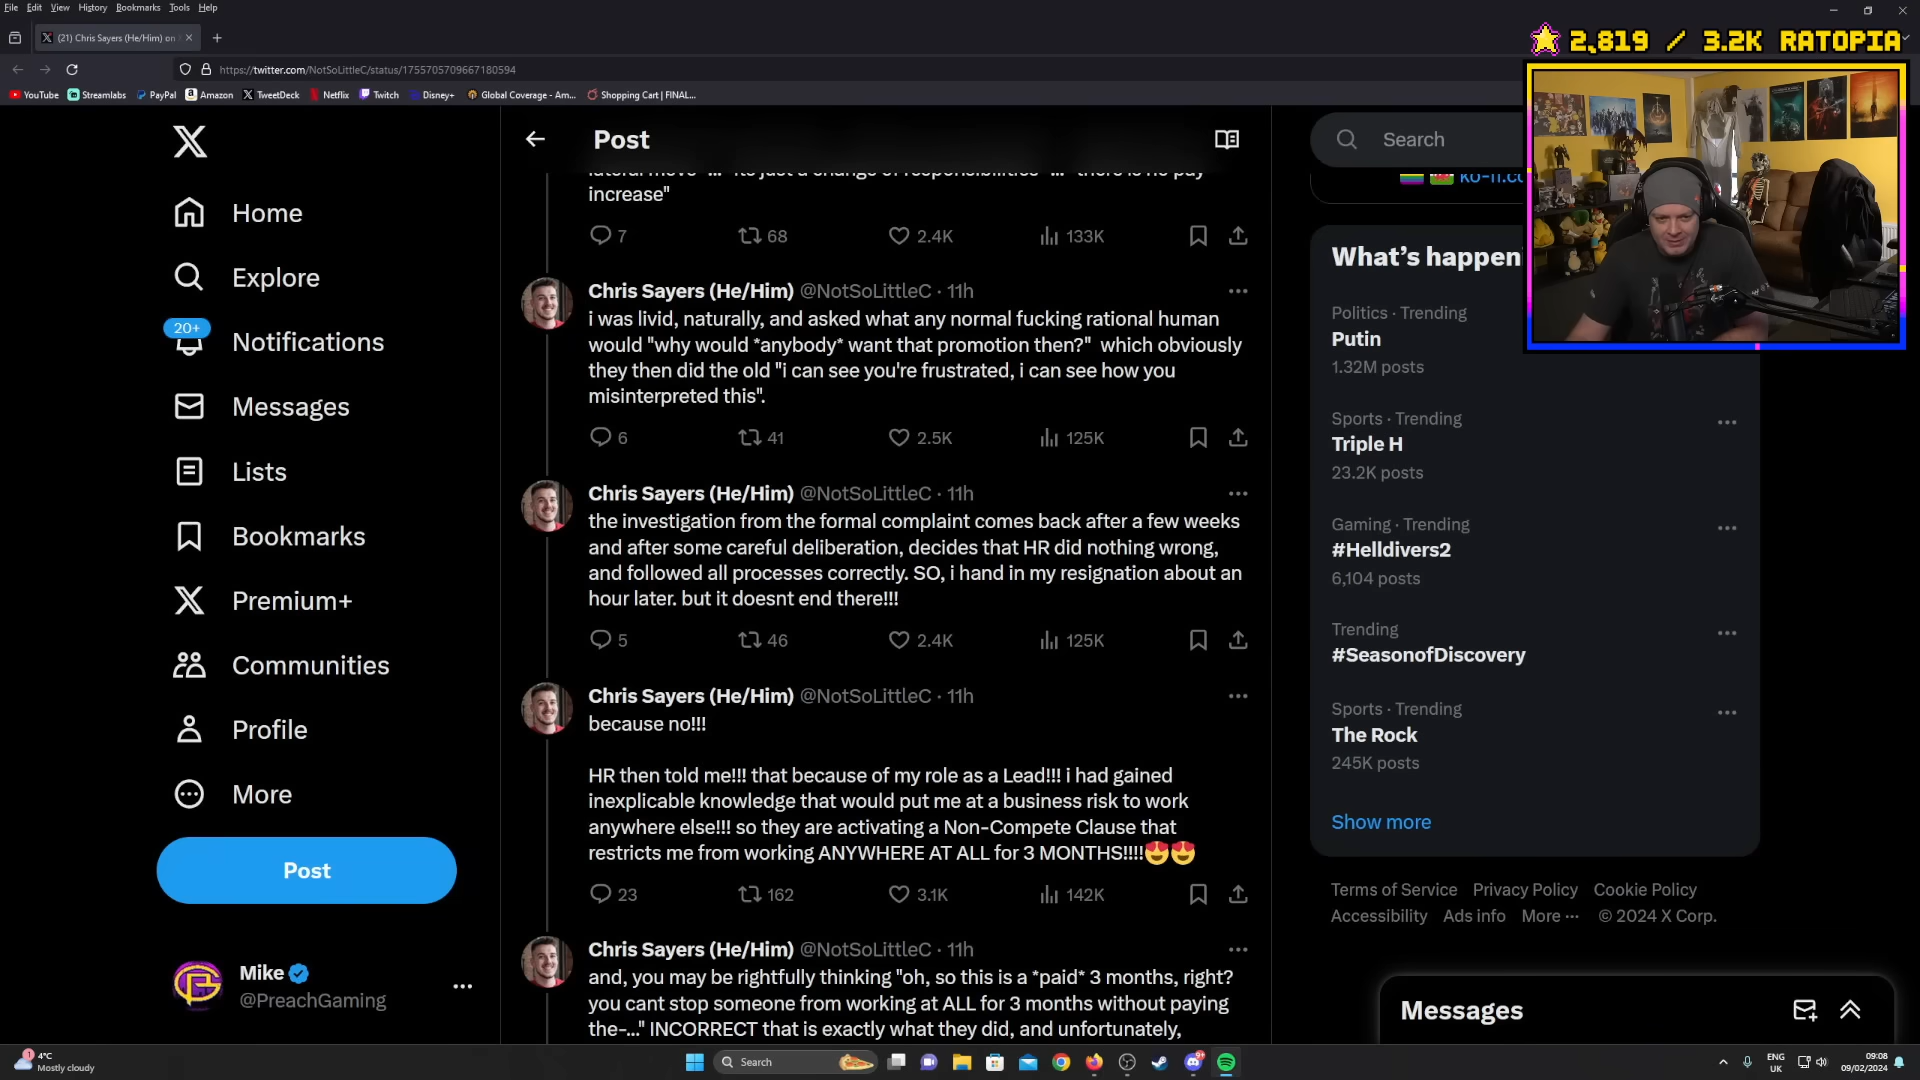 File Edit View History Bookmarks Tools Help
(21) Chris Sayers (He/Him) on
2,819 / 3.2K RATOPIA
https://twitter.com/NotSoLittleC/status/1755705709667180594
YouTube Streamlabs PayPal Amazon TweetDeck Netflix Twitch Disney+ Global Coverage - Am... Shopping Cart | FINAL...
Home
Explore
20+
Notifications
Messages
Lists
Bookmarks
Premium+
Communities
Profile
More
Post
Mike
@PreachGaming
Post
lateral move" ... "its just a change of responsibilities" ... "there is no pay
increase"
7 68 2.4K 133K
Chris Sayers (He/Him) @NotSoLittleC · 11h
i was livid, naturally, and asked what any normal fucking rational human
would "why would *anybody* want that promotion then?" which obviously
they then did the old "i can see you're frustrated, i can see how you
misinterpreted this".
6 41 2.5K 125K
Chris Sayers (He/Him) @NotSoLittleC · 11h
the investigation from the formal complaint comes back after a few weeks
and after some careful deliberation, decides that HR did nothing wrong,
and followed all processes correctly. SO, i hand in my resignation about an
hour later. but it doesnt end there!!!
5 46 2.4K 125K
Chris Sayers (He/Him) @NotSoLittleC · 11h
because no!!!
HR then told me!!! that because of my role as a Lead!!! i had gained
inexplicable knowledge that would put me at a business risk to work
anywhere else!!! so they are activating a Non-Compete Clause that
restricts me from working ANYWHERE AT ALL for 3 MONTHS!!!!😍😍
23 162 3.1K 142K
Chris Sayers (He/Him) @NotSoLittleC · 11h
and, you may be rightfully thinking "oh, so this is a *paid* 3 months, right?
you cant stop someone from working at ALL for 3 months without paying
the-..." INCORRECT that is exactly what they did, and unfortunately,
Search
ko-fi.co
What's happeni
Politics · Trending
Putin
1.32M posts
Sports · Trending
Triple H
23.2K posts
Gaming · Trending
#Helldivers2
6,104 posts
Trending
#SeasonofDiscovery
Sports · Trending
The Rock
245K posts
Show more
Terms of Service Privacy Policy Cookie Policy
Accessibility Ads info More ··· © 2024 X Corp.
Messages
1
4°C
Mostly cloudy
Search
ENG
UK
09:08
09/02/2024